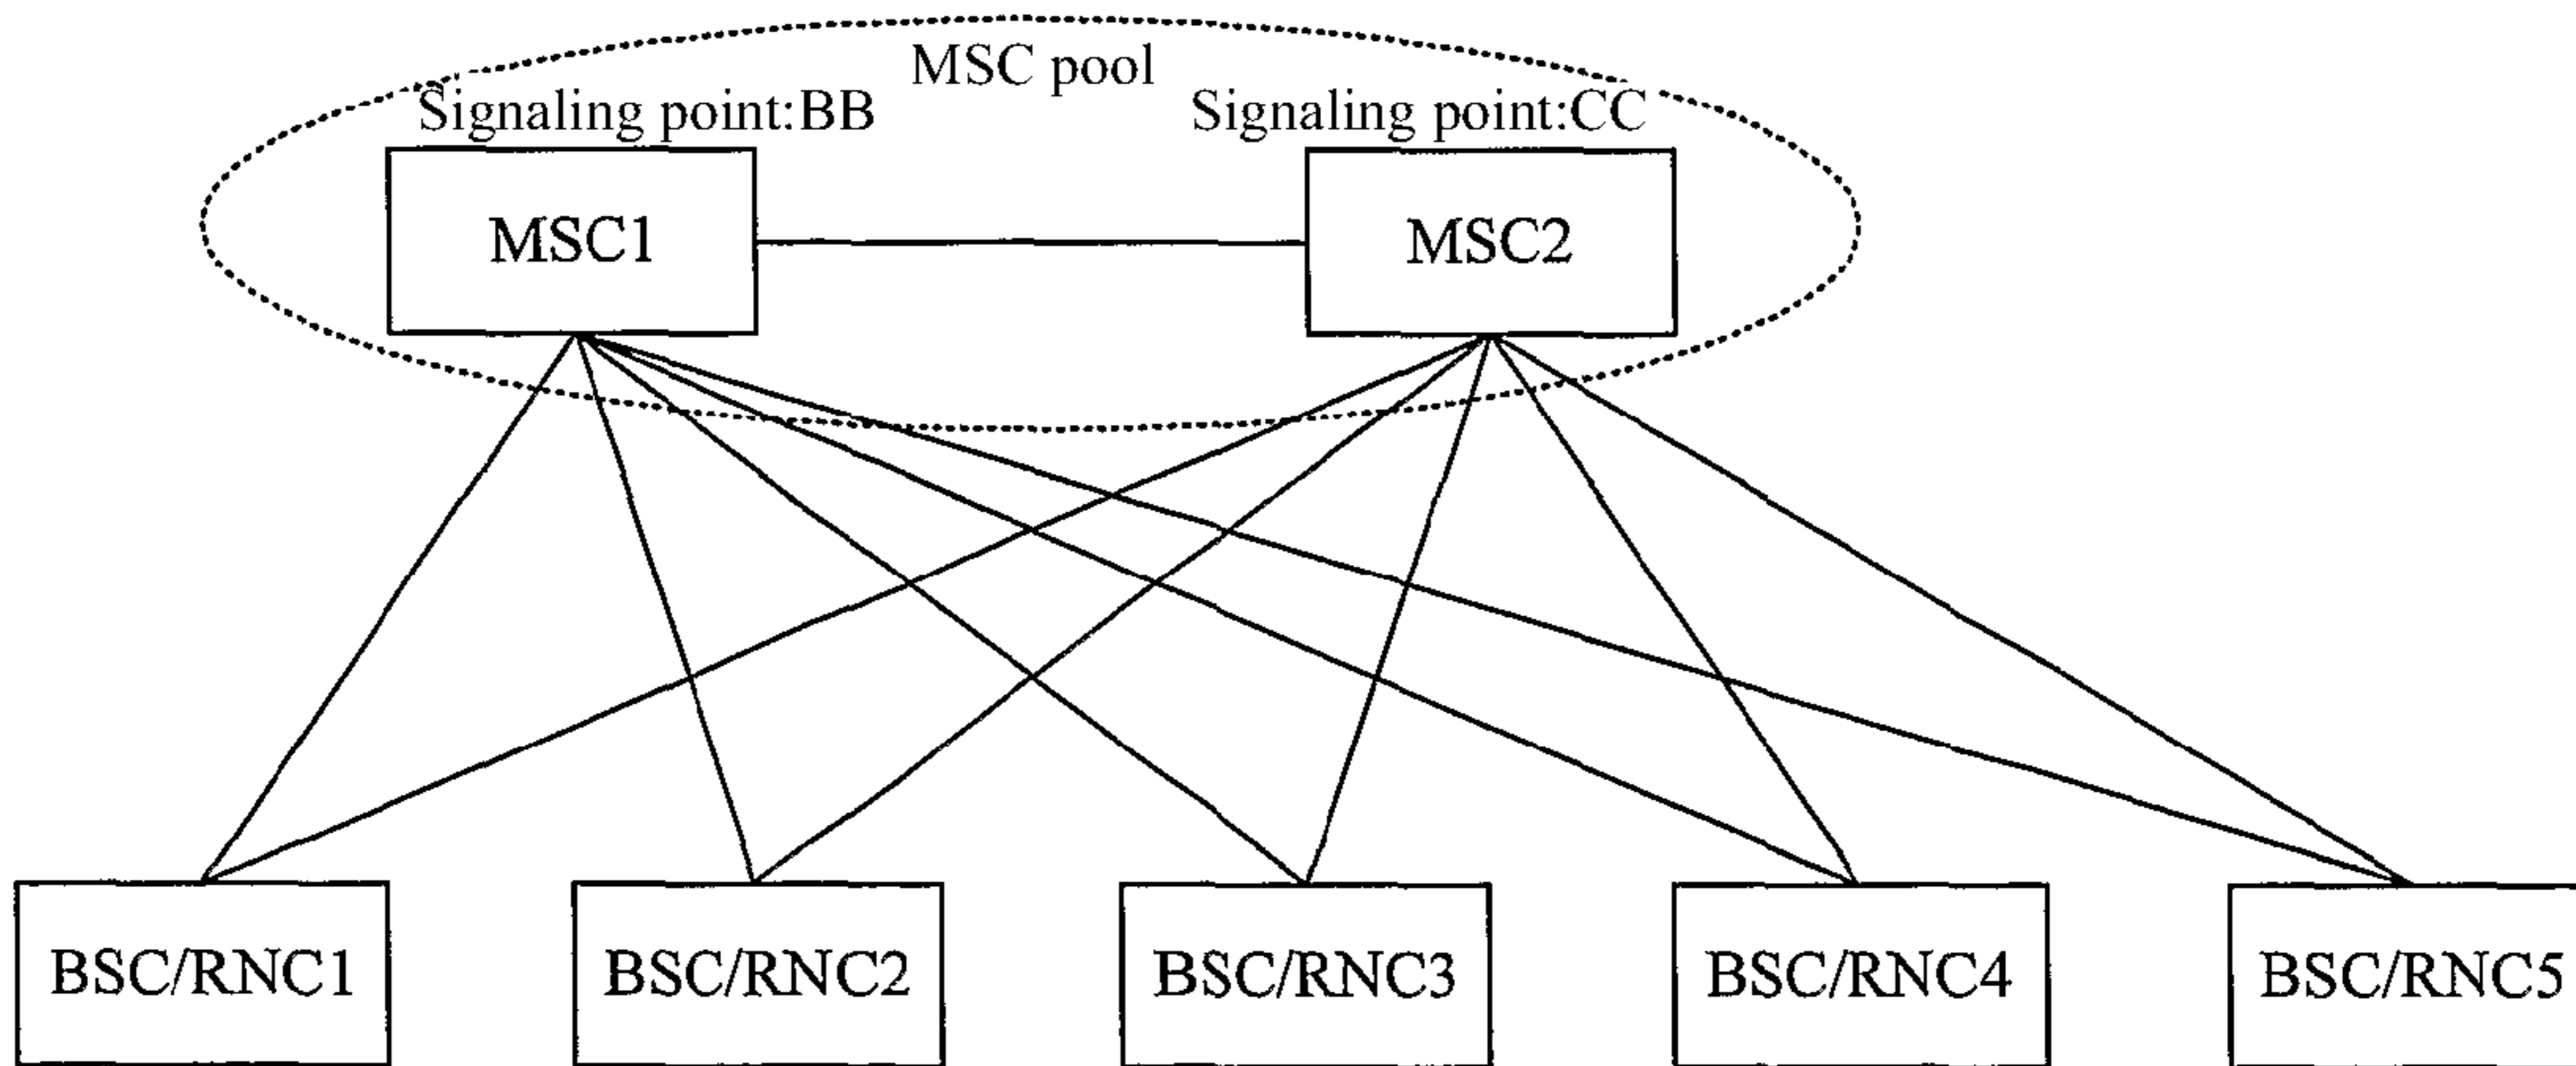 MSC pool
Signaling point:BB
Signaling point:CC
MSC1
MSC2
BSC/RNC1
BSC/RNC2
BSC/RNC3
BSC/RNC4
BSC/RNC5